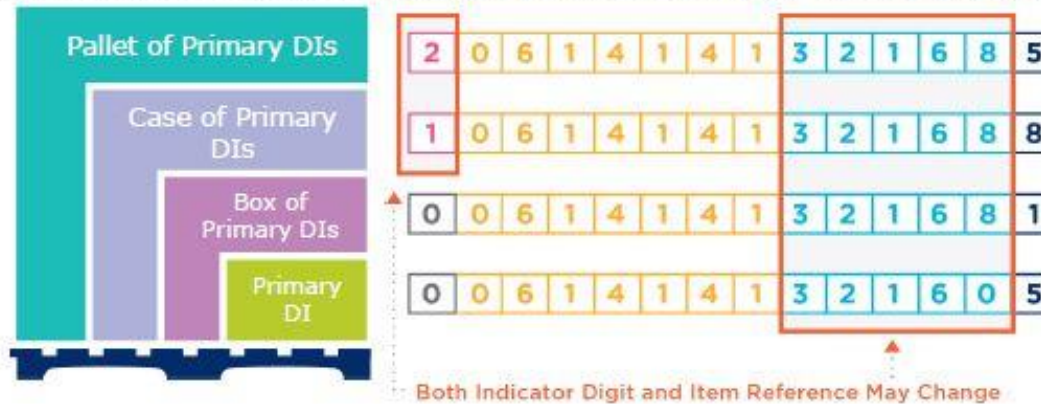 Pallet of Primary DIs
2 0 6 1 4 1 4 1 3 2 1 6 8 5
Case of Primary
DIs
1 0 6 1 4 1 4 1 3 2 1 6 8 8
Box of
Primary DIs
0 0 6 1 4 1 4 1 3 2 1 6 8 1
Primary
DI
0 0 6 1 4 1 4 1 3 2 1 6 0 5
Both Indicator Digit and Item Reference May Change